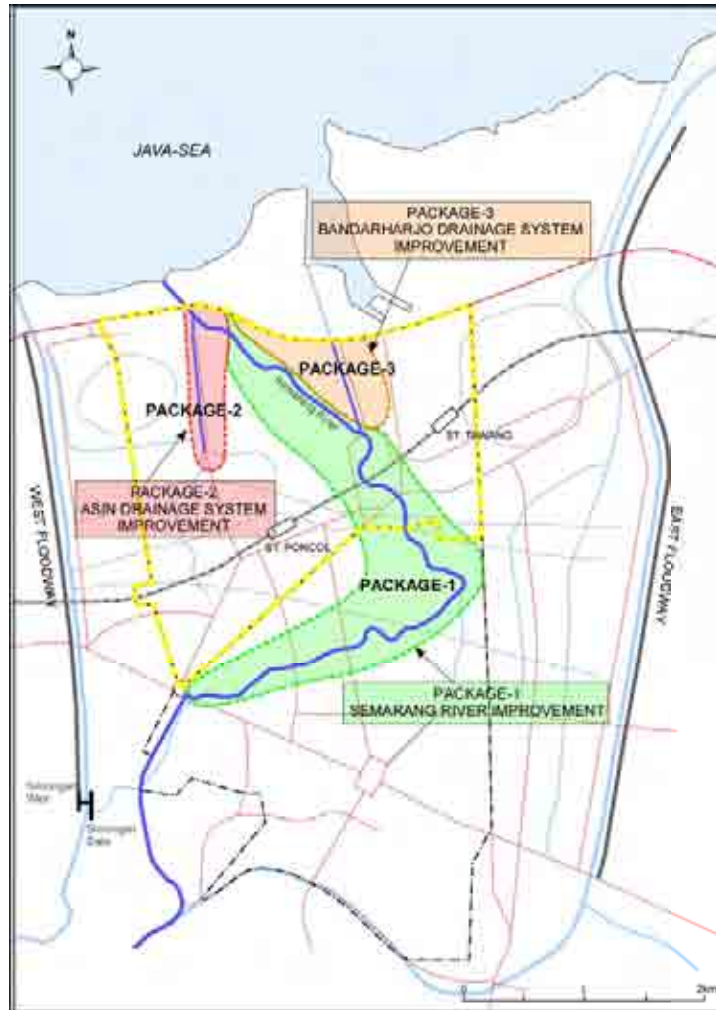 N
JAVA-SEA
PACKAGE-3
BANDARHARJO DRAINAGE SYSTEM
IMPROVEMENT
PACKAGE-3
PACKAGE-2
ST. TAWANG
PACKAGE-2
ASIN DRAINAGE SYSTEM
IMPROVEMENT
WEST FLOODWAY
ST. PONCOL
EAST FLOODWAY
PACKAGE-1
PACKAGE-1
SEMARANG RIVER IMPROVEMENT
Simongan
Weir
Simongan
Gate
0
2km